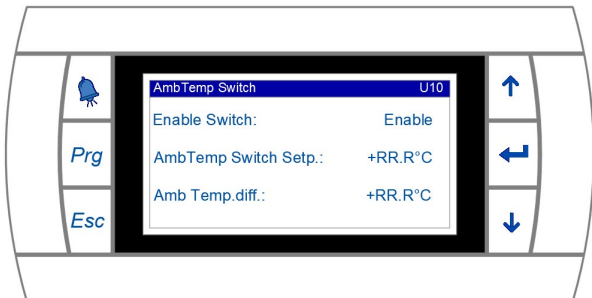 AmbTemp Switch U10
Enable Switch: Enable
Prg
AmbTemp Switch Setp.: +RR.R°C
Amb Temp.diff.: +RR.R°C
Esc